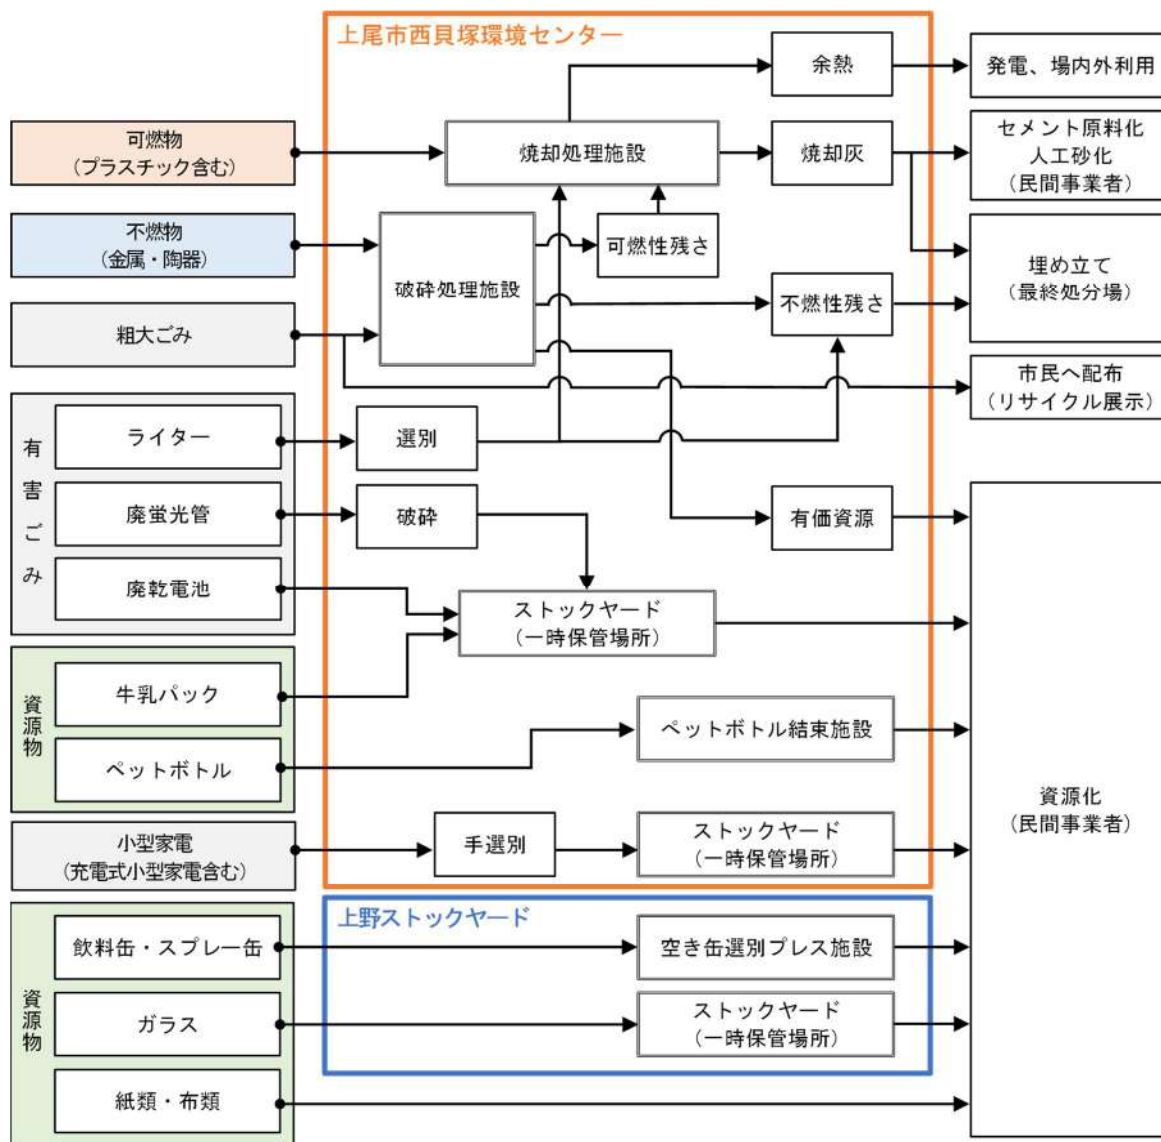 上尾市西貝塚環境センター
余熱
発電、場内外利用
可燃物
(プラスチック含む)
焼却処理施設
焼却灰
セメント原料化
人工砂化
(民間事業者)
不燃物
(金属・陶器)
破砕処理施設
可燃性残さ
不燃性残さ
埋め立て
(最終処分場)
粗大ごみ
市民へ配布
(リサイクル展示)
有害ごみ
ライター
選別
廃蛍光管
破砕
有価資源
廃乾電池
ストックヤード
(一時保管場所)
資源物
牛乳パック
ペットボトル
ペットボトル結束施設
資源化
(民間事業者)
小型家電
(充電式小型家電含む)
手選別
ストックヤード
(一時保管場所)
上野ストックヤード
資源物
飲料缶・スプレー缶
空き缶選別プレス施設
ガラス
ストックヤード
(一時保管場所)
紙類・布類